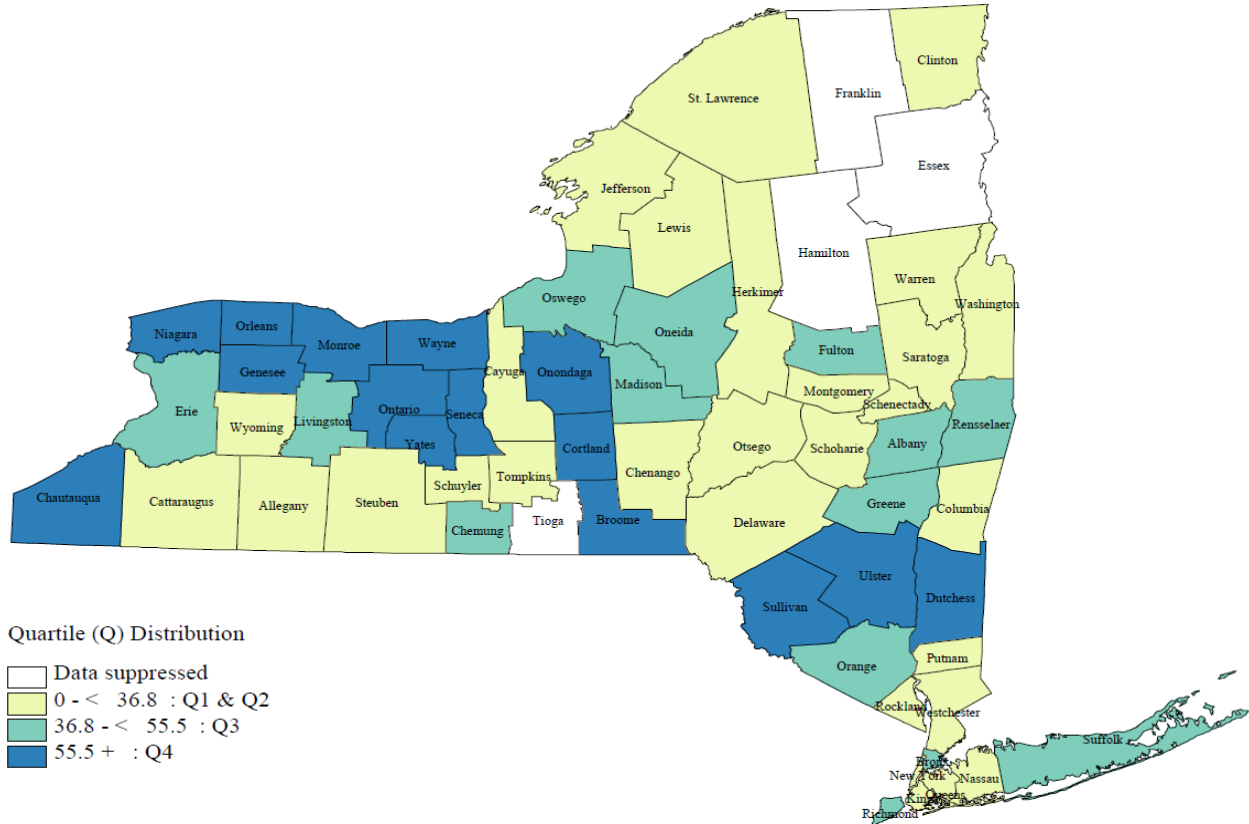 Clinton
Franklin
St. Lawrence
Essex
Jefferson
Lewis
Hamilton
Warren
Herkimer
Washington
Oswego
Oneida
Niagara
Orleans
Monroe
Wayne
Fulton
Saratoga
Genesee
Cayuga
Onondaga
Madison
Montgomery
Schenectady
Erie
Wyoming
Livingston
Ontario
Seneca
Rensselaer
Yates
Cortland
Otsego
Schoharie
Albany
Chautauqua
Cattaraugus
Allegany
Steuben
Schuyler
Tompkins
Chenango
Greene
Columbia
Chemung
Tioga
Broome
Delaware
Ulster
Dutchess
Sullivan
Quartile (Q) Distribution
Data suppressed
0 - < 36.8 : Q1 & Q2
36.8 - < 55.5 : Q3
55.5 + : Q4
Putnam
Orange
Rockland
Westchester
Suffolk
Bronx
New York
Nassau
Queens
Kings
Richmond